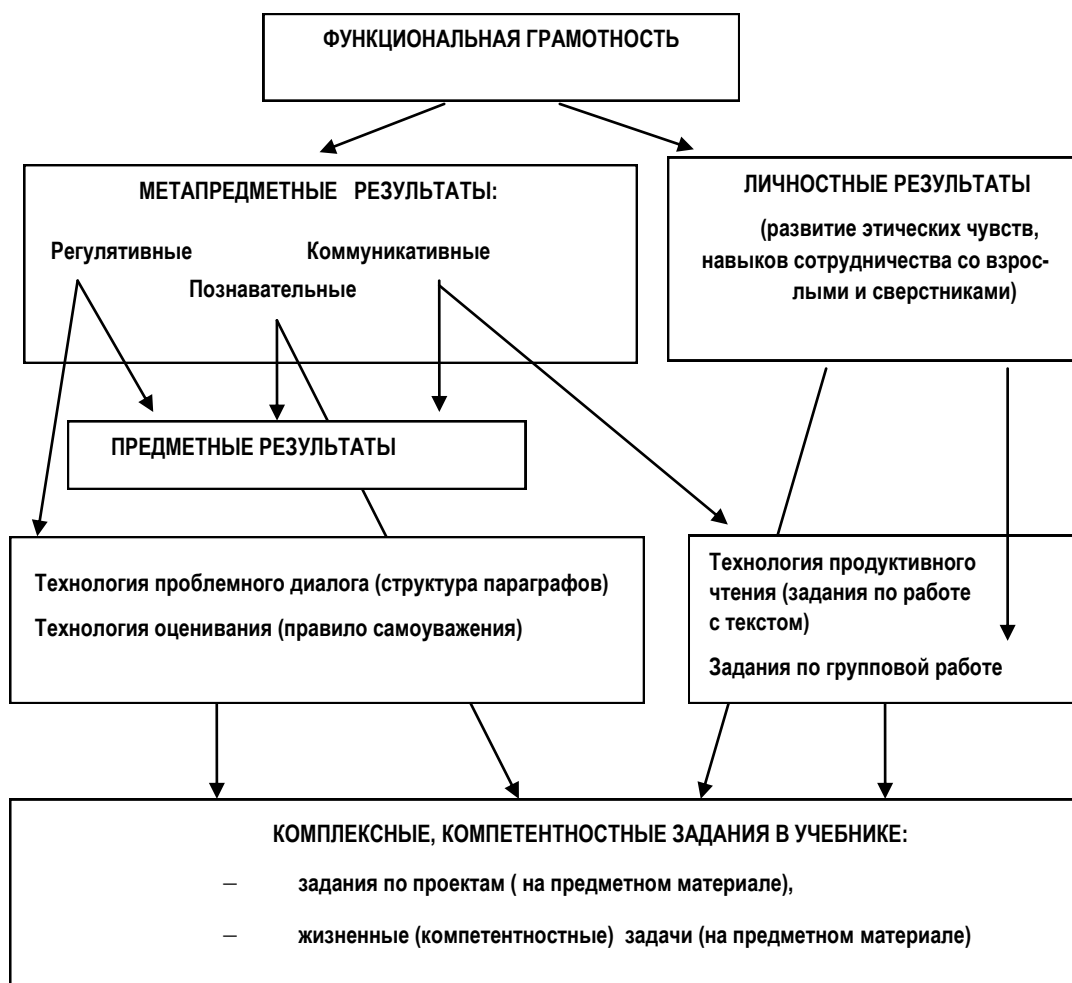 ФУНКЦИОНАЛЬНАЯ ГРАМОТНОСТЬ
МЕТАПРЕДМЕТНЫЕ РЕЗУЛЬТАТЫ:
Регулятивные
Коммуникативные
Познавательные
ЛИЧНОСТНЫЕ РЕЗУЛЬТАТЫ
(развитие этических чувств,
навыков сотрудничества со взрос-
лыми и сверстниками)
ПРЕДМЕТНЫЕ РЕЗУЛЬТАТЫ
Технология проблемного диалога (структура параграфов)
Технология оценивания (правило самоуважения)
Технология продуктивного
чтения (задания по работе
с текстом)
Задания по групповой работе
КОМПЛЕКСНЫЕ, КОМПЕТЕНТНОСТНЫЕ ЗАДАНИЯ В УЧЕБНИКЕ:
– задания по проектам ( на предметном материале),
– жизненные (компетентностные) задачи (на предметном материале)